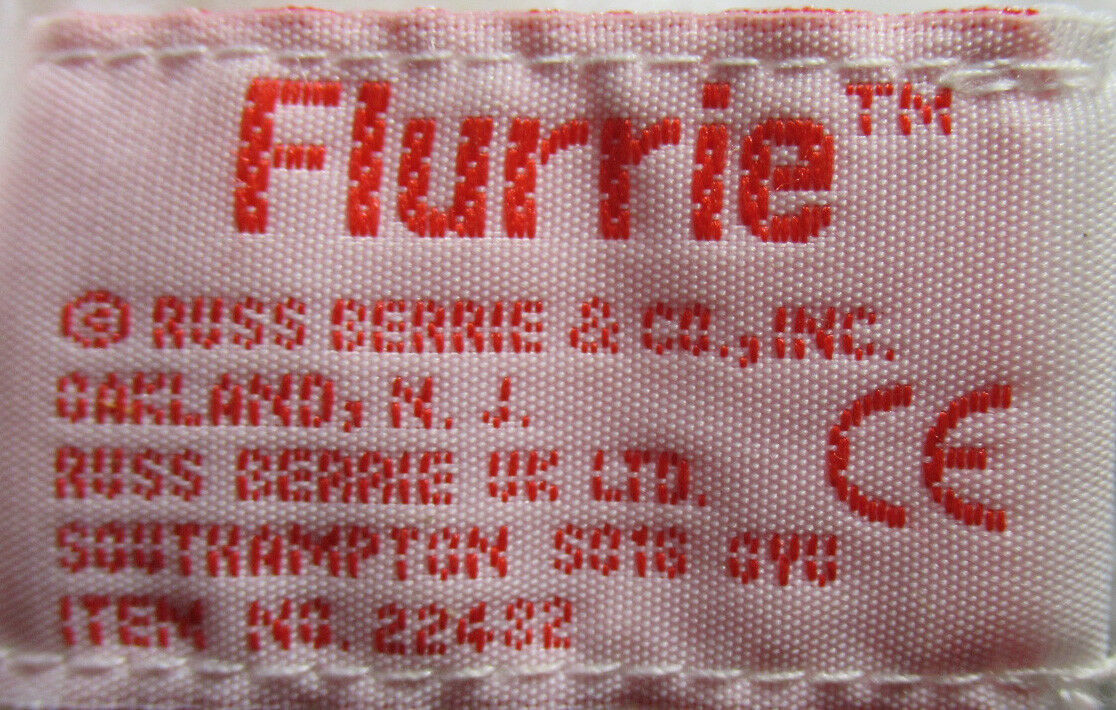 Flurrie™
© RUSS BERRIE & CO., INC.
OAKLAND, N. J.
RUSS BERRIE UK LTD.
CE
SOUTHAMPTON SO16 0YU
ITEM NO. 22432